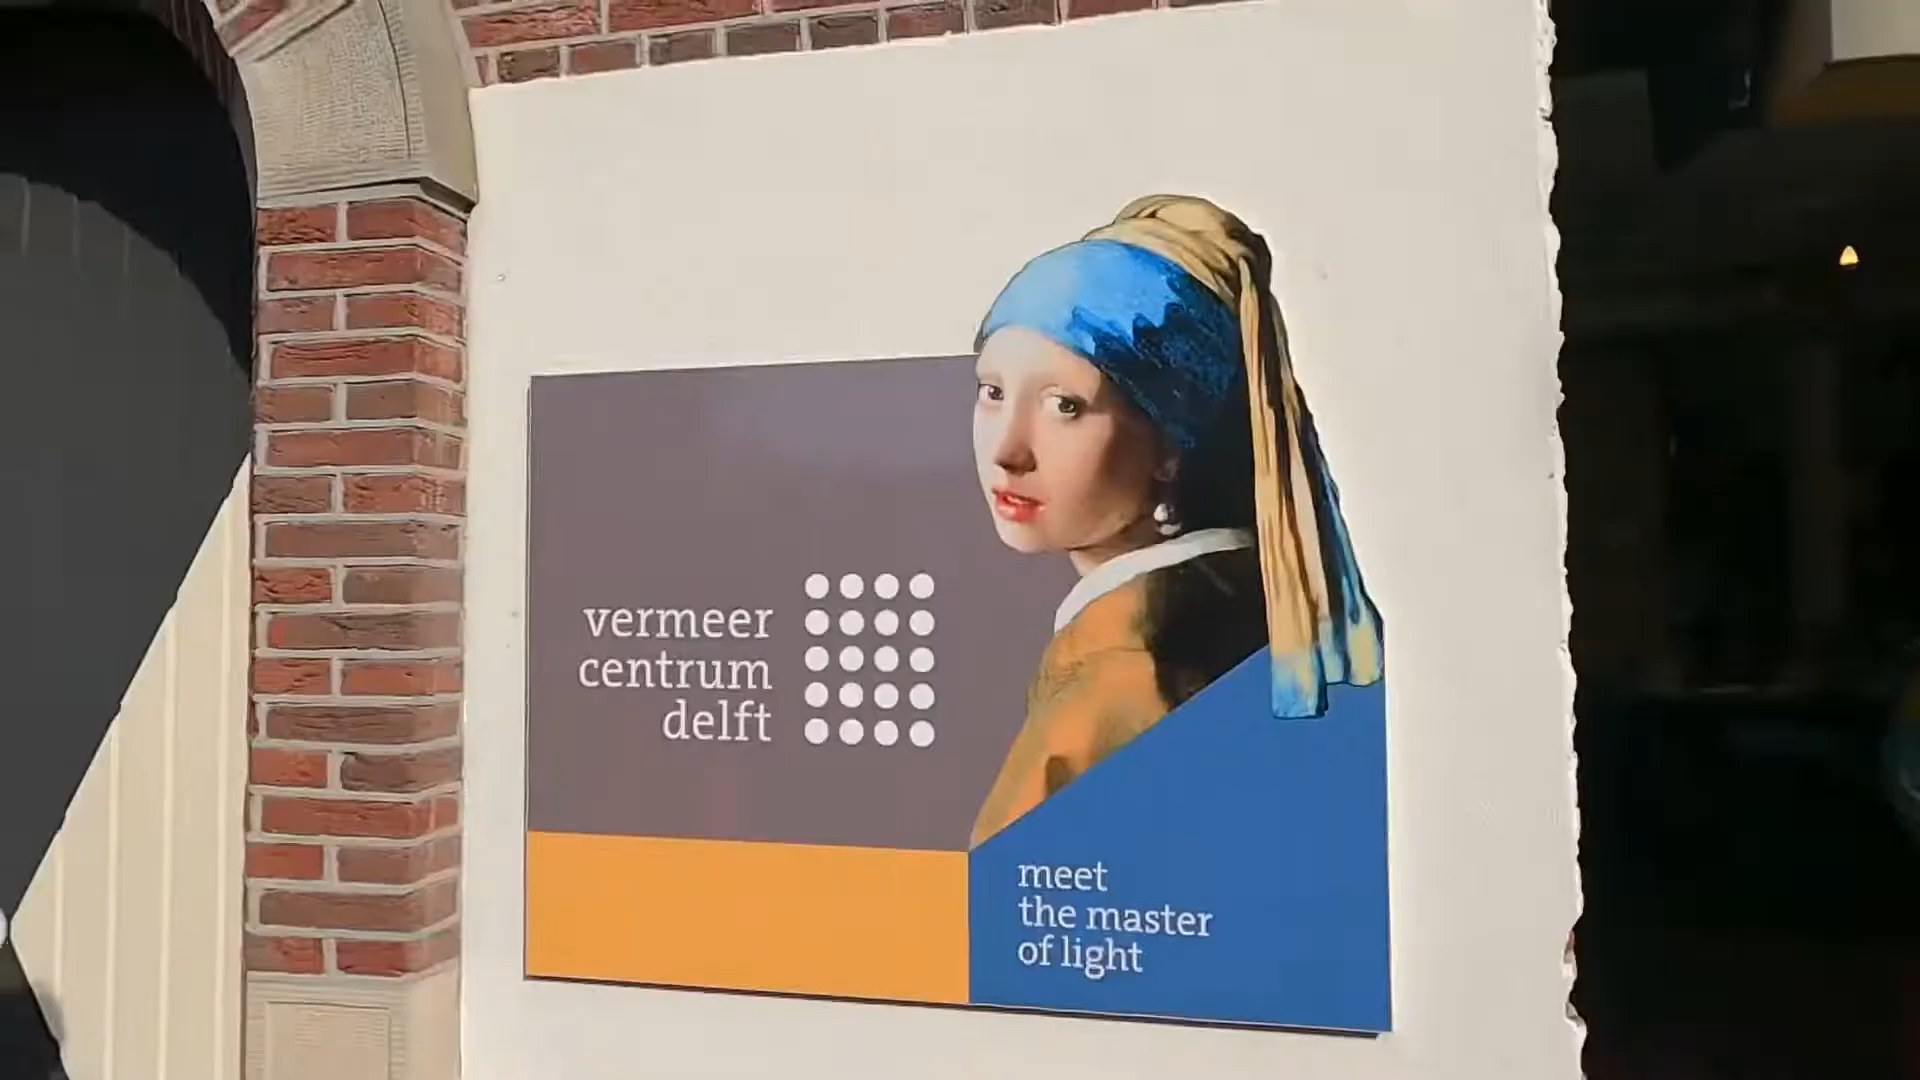 vermeer
centrum
delft
meet
the master
of light